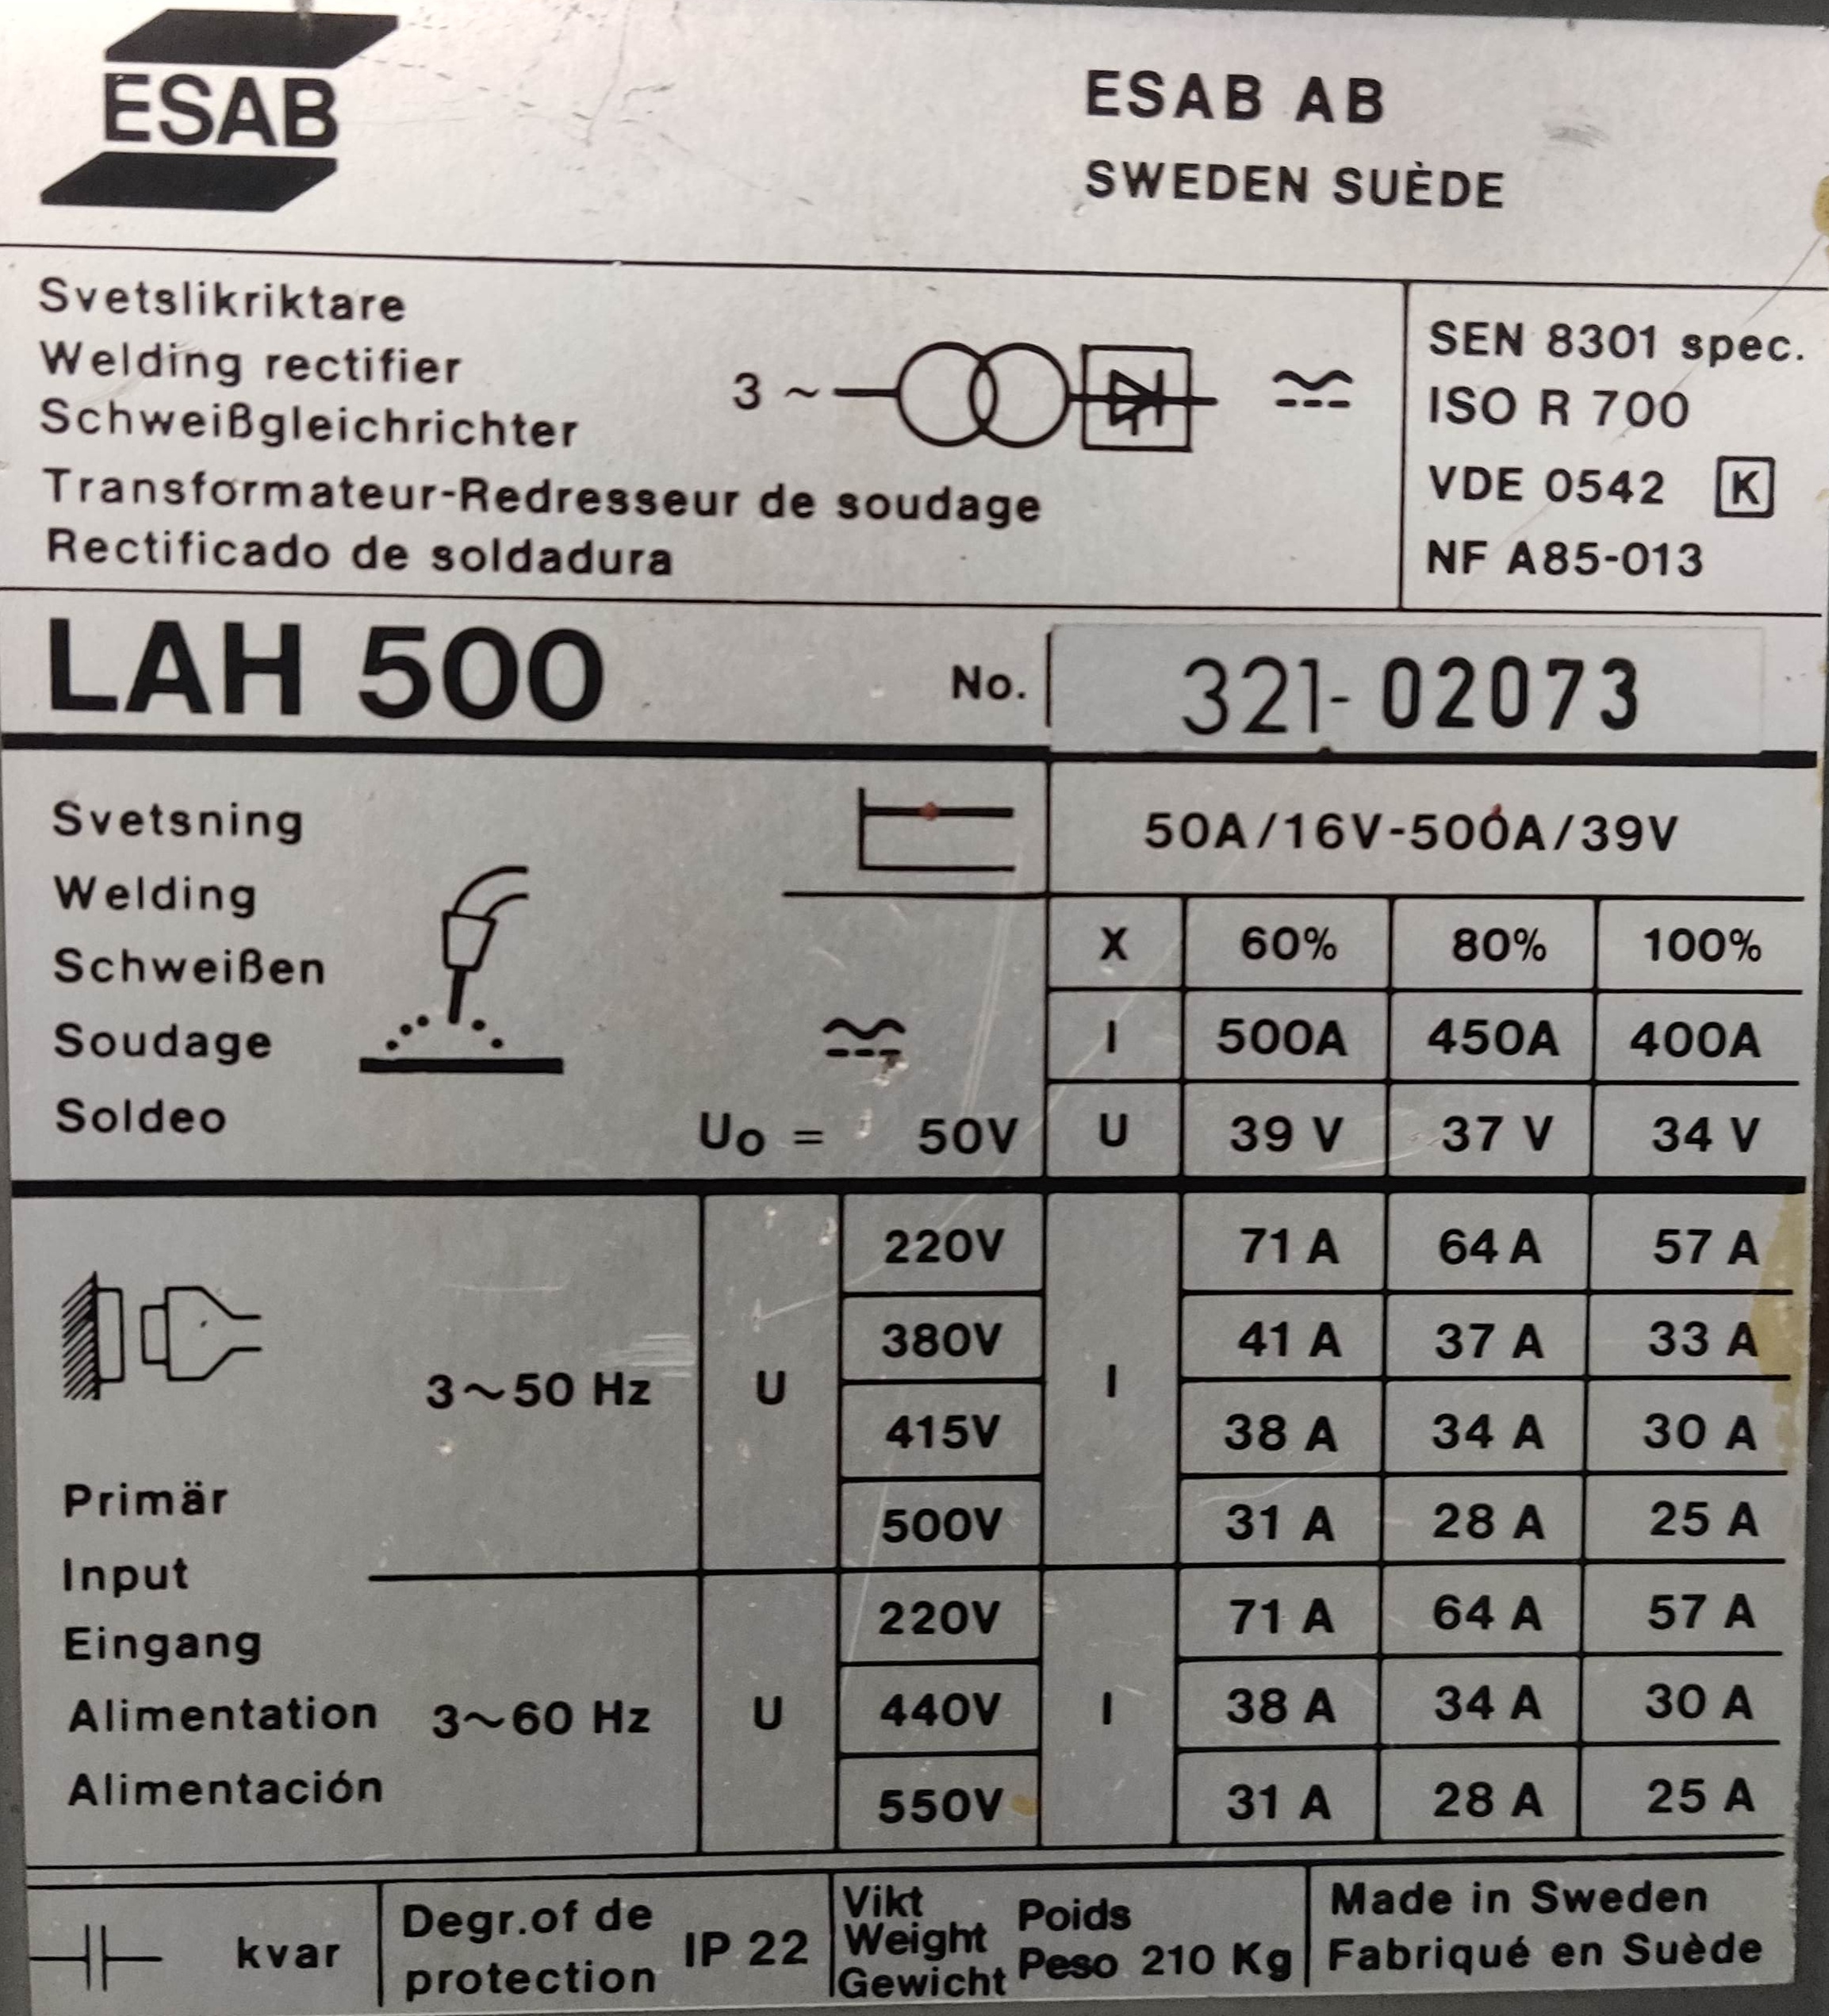 ESAB
ESAB AB
SWEDEN SUÈDE
Svetslikriktare
Welding rectifier
Schweißgleichrichter
Transformateur-Redresseur de soudage
Rectificado de soldadura
3 ~
SEN 8301 spec.
ISO R 700
VDE 0542 K
NF A85-013
LAH 500
No. 321-02073
Svetsning
Welding
Schweißen
Soudage
Soldeo
U₀ = 50V
50A/16V-500A/39V
X 60% 80% 100%
I 500A 450A 400A
U 39 V 37 V 34 V
Primär
Input
Eingang
Alimentation
Alimentación
3~50 Hz
U I
220V 71 A 64 A 57 A
380V 41 A 37 A 33 A
415V 38 A 34 A 30 A
500V 31 A 28 A 25 A
3~60 Hz
U I
220V 71 A 64 A 57 A
440V 38 A 34 A 30 A
550V 31 A 28 A 25 A
kvar
Degr.of de
protection
IP 22
Vikt
Weight
Gewicht
Poids
Peso 210 Kg
Made in Sweden
Fabriqué en Suède